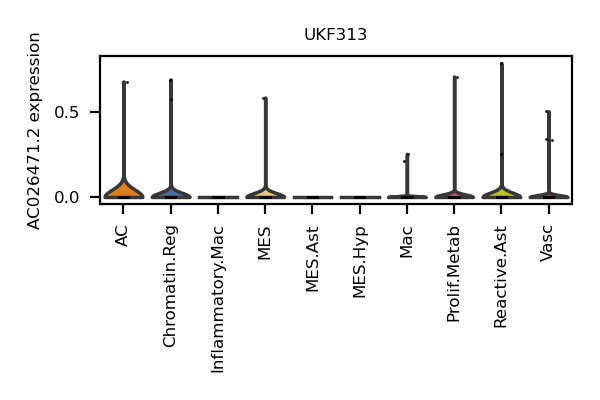 UKF313
AC026471.2 expression
0.5
0.0
AC
Chromatin.Reg
Inflammatory.Mac
MES
MES.Ast
MES.Hyp
Mac
Prolif.Metab
Reactive.Ast
Vasc